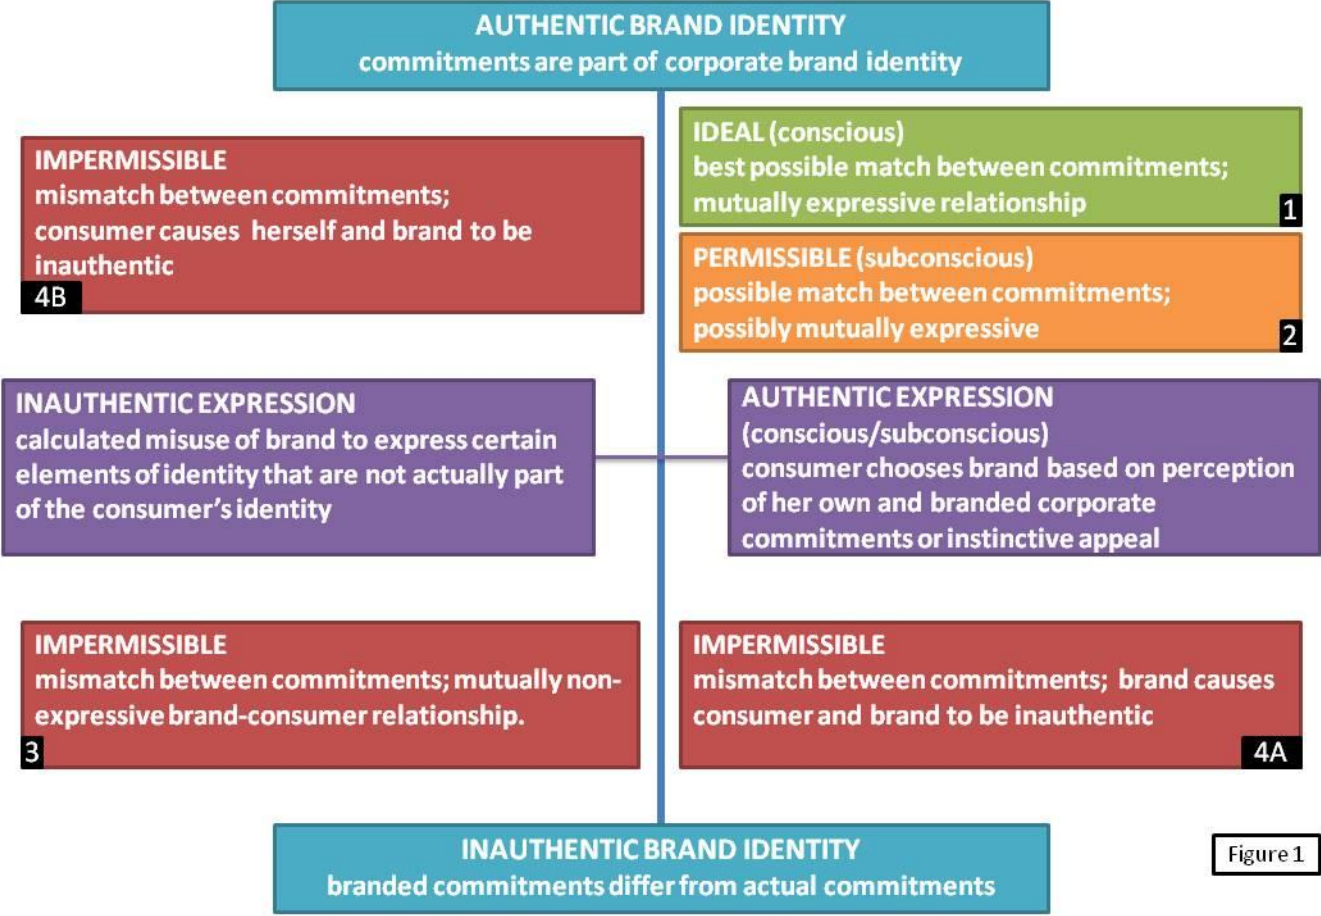 AUTHENTIC BRAND IDENTITY
commitments are part of corporate brand identity
IMPERMISSIBLE
mismatch between commitments;
consumer causes herself and brand to be
inauthentic
4B
IDEAL (conscious)
best possible match between commitments;
mutually expressive relationship
1
PERMISSIBLE (subconscious)
possible match between commitments;
possibly mutually expressive
2
INAUTHENTIC EXPRESSION
calculated misuse of brand to express certain
elements of identity that are not actually part
of the consumer's identity
AUTHENTIC EXPRESSION
(conscious/subconscious)
consumer chooses brand based on perception
of her own and branded corporate
commitments or instinctive appeal
IMPERMISSIBLE
mismatch between commitments; mutually non-
expressive brand-consumer relationship.
3
IMPERMISSIBLE
mismatch between commitments; brand causes
consumer and brand to be inauthentic
4A
INAUTHENTIC BRAND IDENTITY
branded commitments differ from actual commitments
Figure 1